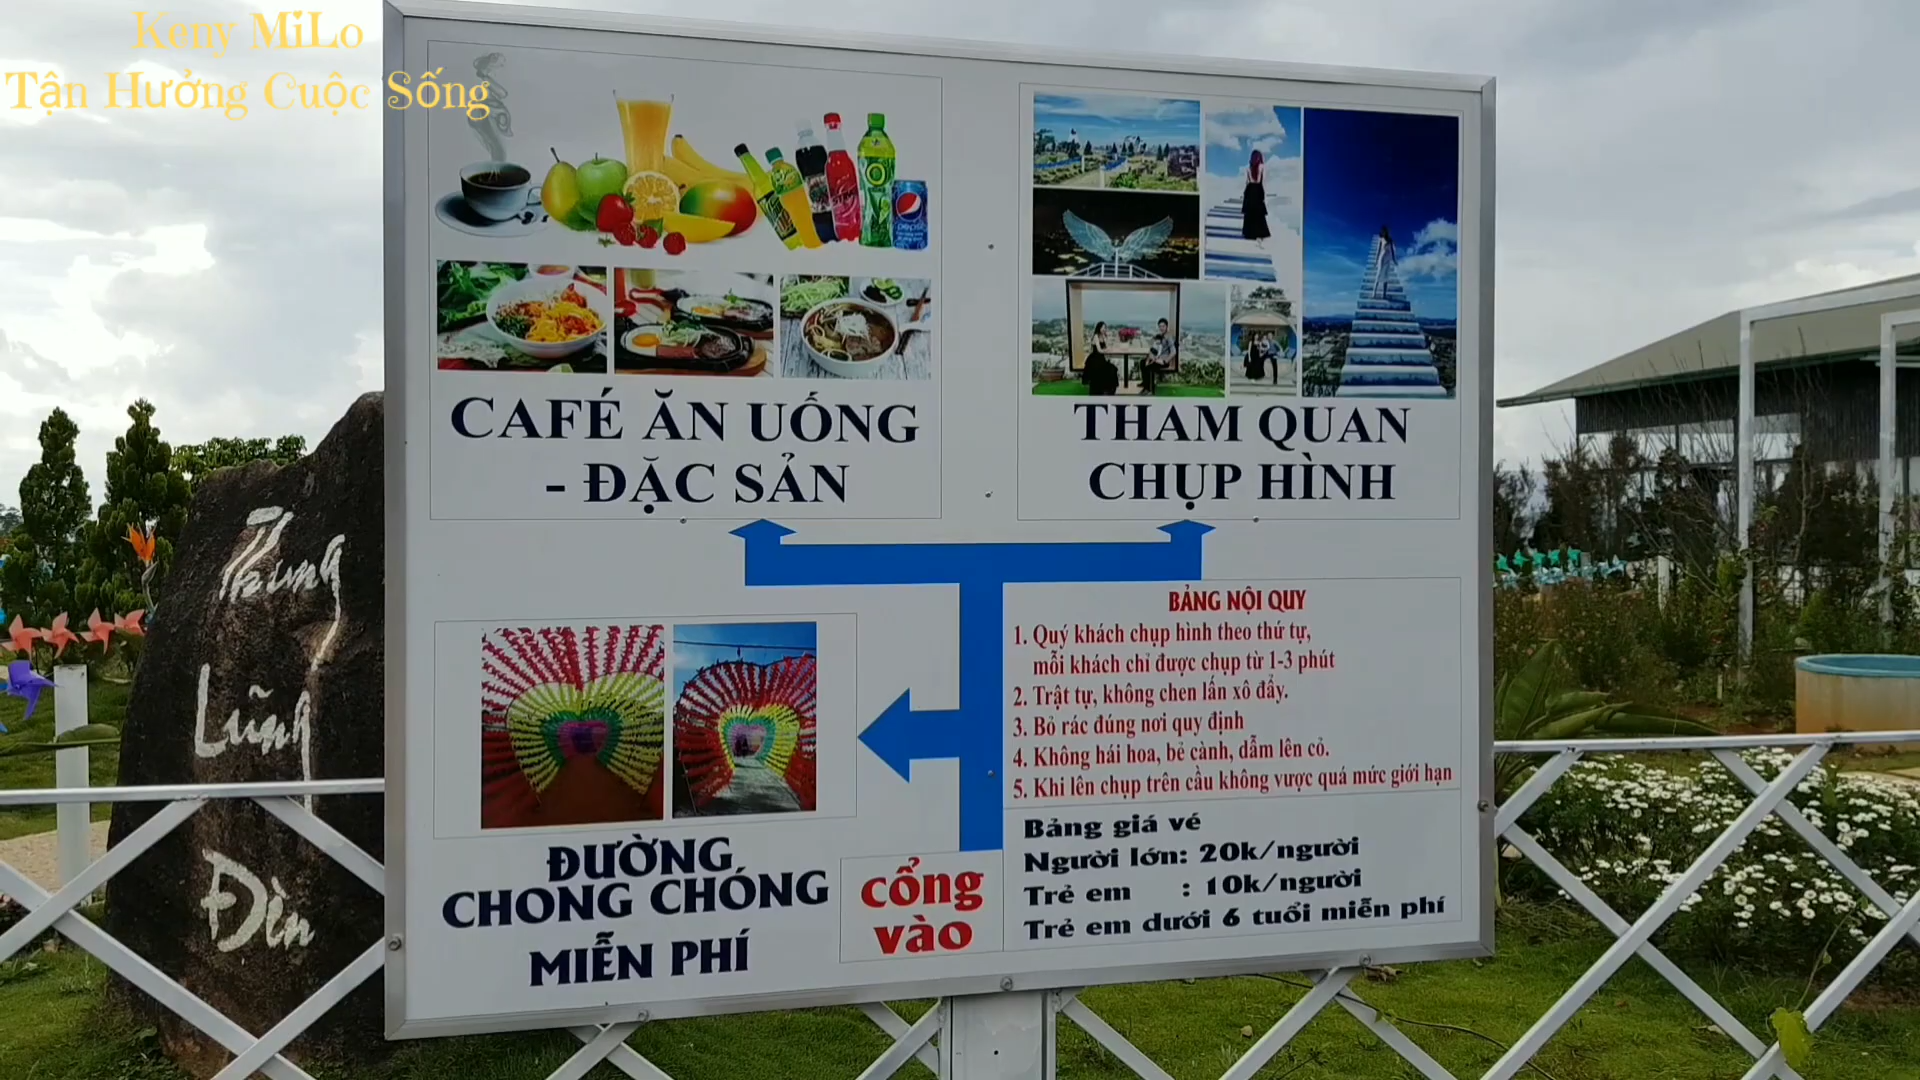 Keny MiLo
Tận Hưởng Cuộc Sống
CAFÉ ĂN UỐNG
- ĐẶC SẢN
THAM QUAN
CHỤP HÌNH
BẢNG NỘI QUY
1. Quý khách chụp hình theo thứ tự,
mỗi khách chỉ được chụp từ 1-3 phút
2. Trật tự, không chen lấn xô đẩy.
3. Bỏ rác đúng nơi quy định
4. Không hái hoa, bẻ cành, dẫm lên cỏ.
5. Khi lên chụp trên cầu không vược quá mức giới hạn
ĐƯỜNG
CHONG CHÓNG
MIỄN PHÍ
cổng
vào
Bảng giá vé
Người lớn: 20k/người
Trẻ em : 10k/người
Trẻ em dưới 6 tuổi miễn phí
Thung
Lũng
Đèn
pepsi